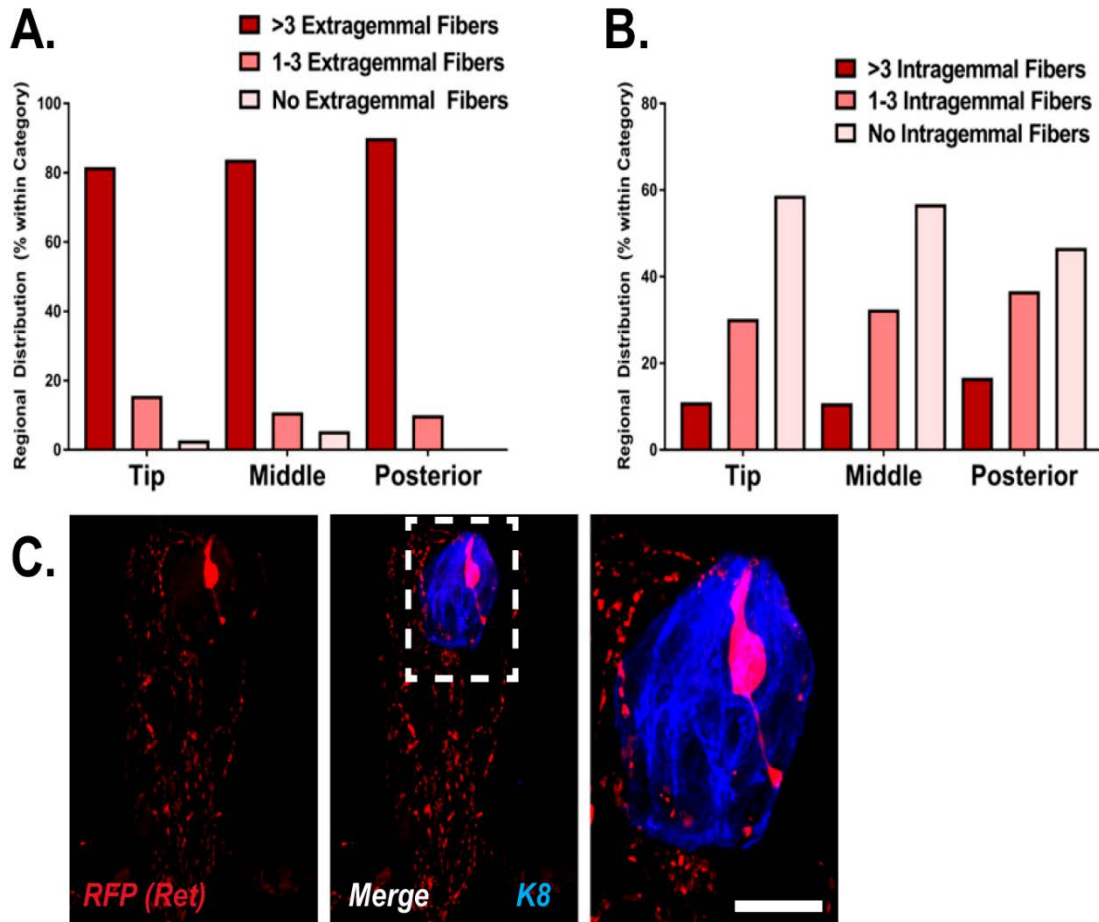 A.
>3 Extragemmal Fibers
1-3 Extragemmal Fibers
No Extragemmal Fibers
Regional Distribution (% within Category)
100
80
60
40
20
0
Tip Middle Posterior
B.
>3 Intragemmal Fibers
1-3 Intragemmal Fibers
No Intragemmal Fibers
Regional Distribution (% within Category)
80
60
40
20
0
Tip Middle Posterior
C.
RFP (Ret)
Merge K8